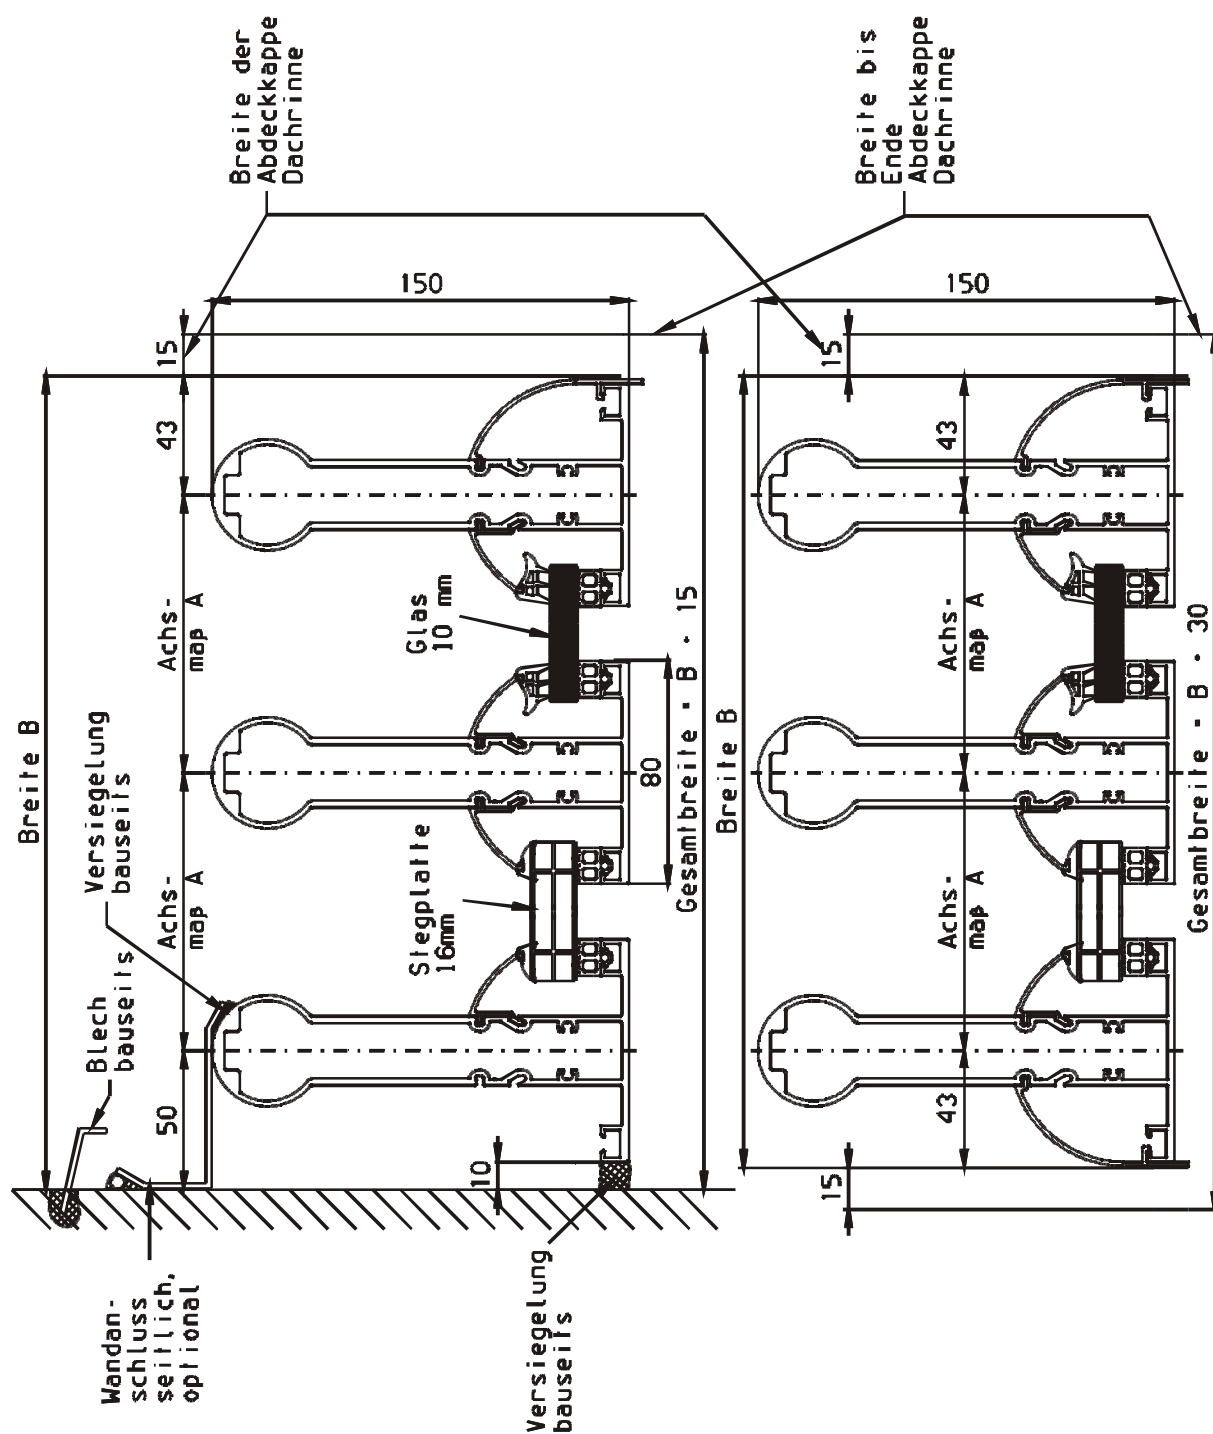 Wandan-
schluss
seitlich,
optional
Blech
bauseits
Versiegelung
bauseits
Breite B
50
Achs-
maß A
Achs-
maß A
43
15
Breite der
Abdeckkappe
Dachrinne
Stegplatte
16mm
Glas
10 mm
150
10
Versiegelung
bauseits
80
Gesamtbreite - B · 15
Breite B
15
43
Achs-
maß A
Achs-
maß A
43
15
150
Breite bis
Ende
Abdeckkappe
Dachrinne
Gesamtbreite - B · 30